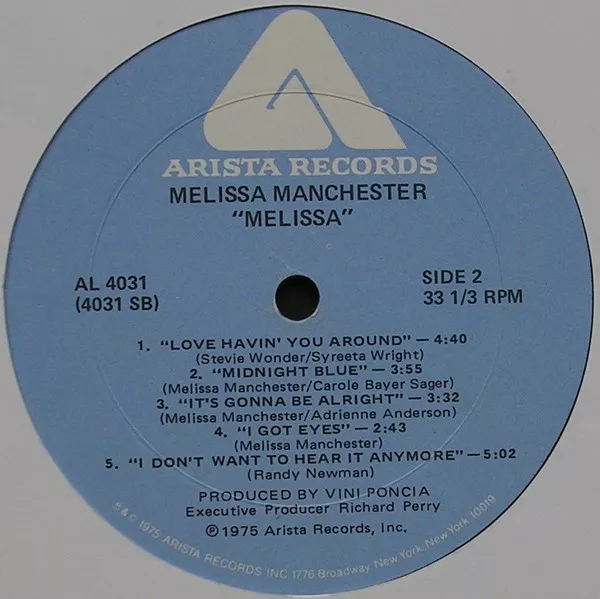 ARISTA RECORDS
MELISSA MANCHESTER
"MELISSA"
AL 4031
(4031 SB)
SIDE 2
33 1/3 RPM
1. "LOVE HAVIN' YOU AROUND" — 4:40
(Stevie Wonder/Syreeta Wright)
2. "MIDNIGHT BLUE" — 3:55
(Melissa Manchester/Carole Bayer Sager)
3. "IT'S GONNA BE ALRIGHT" — 3:32
(Melissa Manchester/Adrienne Anderson)
4. "I GOT EYES" — 2:43
(Melissa Manchester)
5. "I DON'T WANT TO HEAR IT ANYMORE" — 5:02
(Randy Newman)
PRODUCED BY VINI PONCIA
Executive Producer Richard Perry
℗ 1975 Arista Records, Inc.
℗ & © 1975 ARISTA RECORDS INC 1776 Broadway, New York, New York 10019